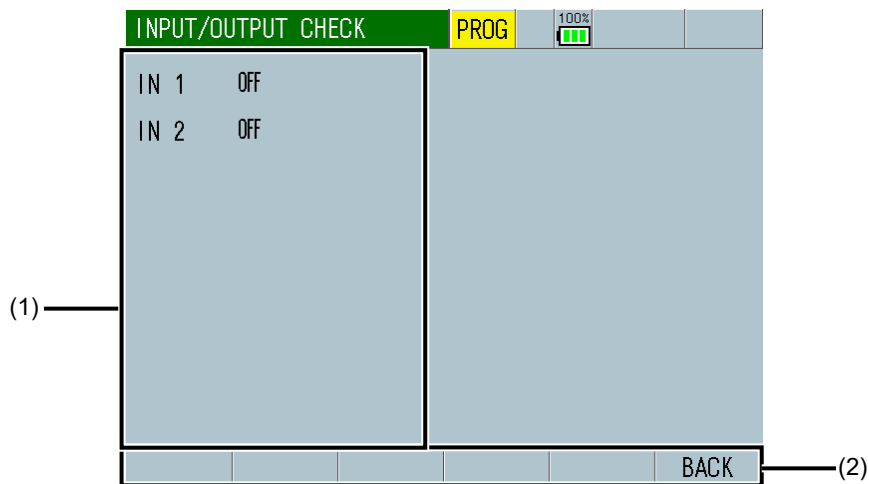 INPUT/OUTPUT CHECK PROG 100%
IN 1 OFF
IN 2 OFF
(1)
BACK
(2)